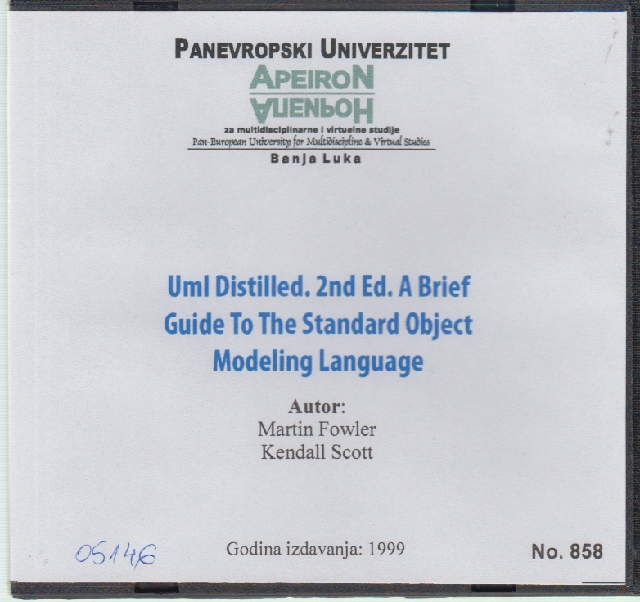 PANEVROPSKI UNIVERZITET
APEIRON
za multidisciplinarne i virtuelne studije
Pan-European University for Multidiscipline & Virtual Studies
Banja Luka
Uml Distilled. 2nd Ed. A Brief
Guide To The Standard Object
Modeling Language
Autor:
Martin Fowler
Kendall Scott
05146
Godina izdavanja: 1999
No. 858